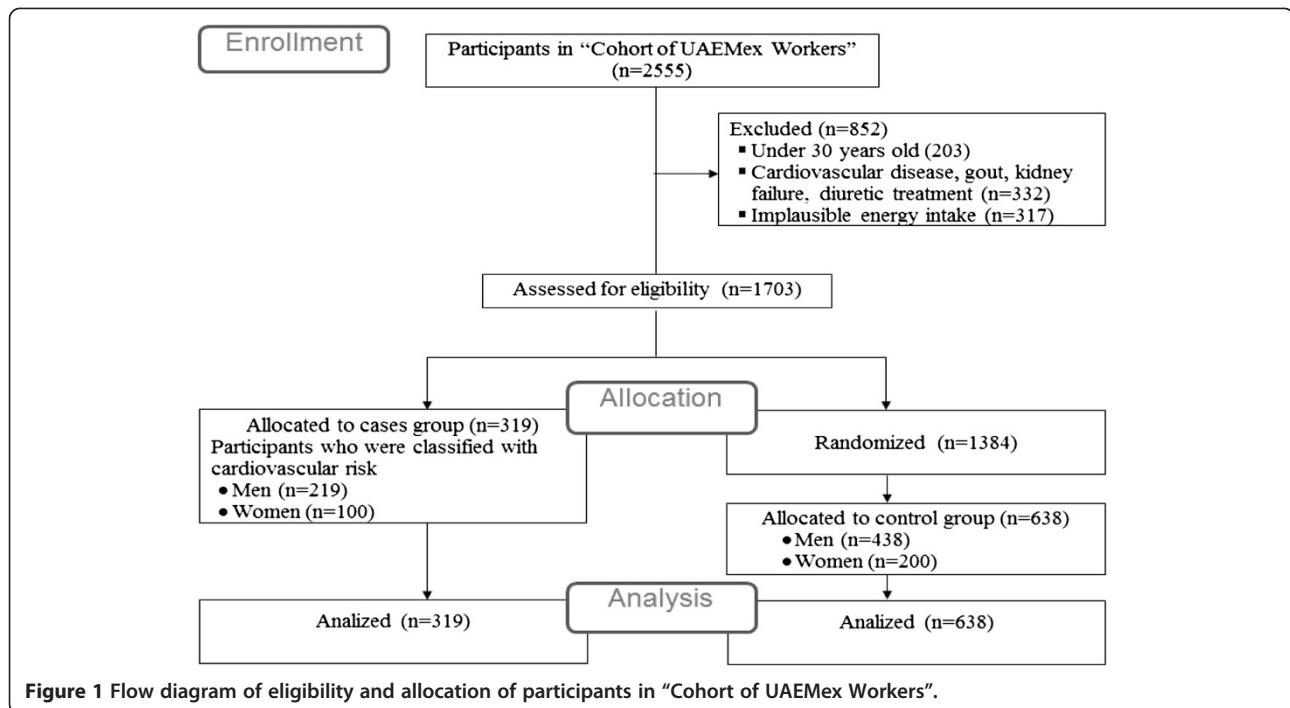 Enrollment
Participants in “Cohort of UAEMex Workers”
(n=2555)
Excluded (n=852)
▪ Under 30 years old (203)
▪ Cardiovascular disease, gout, kidney
failure, diuretic treatment (n=332)
▪ Implausible energy intake (n=317)
Assessed for eligibility (n=1703)
Allocation
Allocated to cases group (n=319)
Participants who were classified with
cardiovascular risk
● Men (n=219)
● Women (n=100)
Randomized (n=1384)
Allocated to control group (n=638)
● Men (n=438)
● Women (n=200)
Analysis
Analized (n=319)
Analized (n=638)
Figure 1 Flow diagram of eligibility and allocation of participants in “Cohort of UAEMex Workers”.